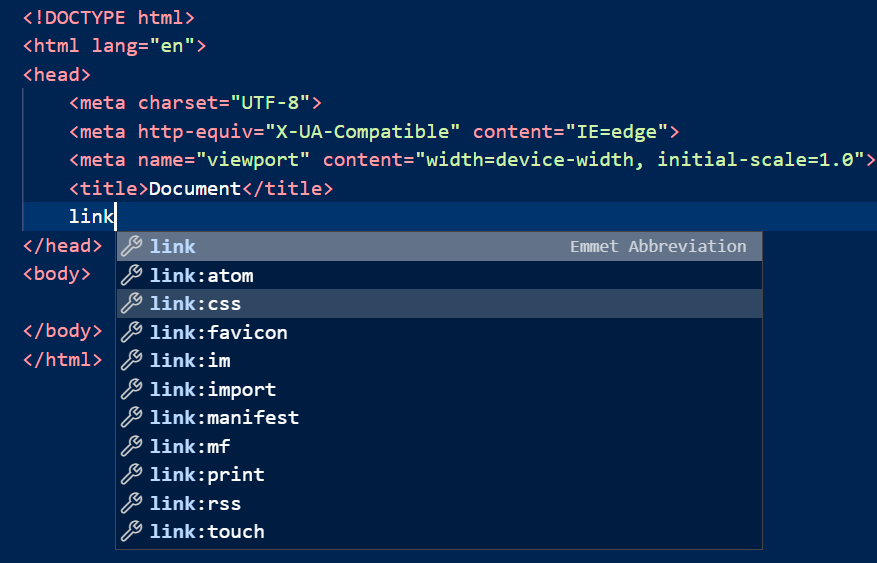 <!DOCTYPE html>
<html lang="en">
<head>
    <meta charset="UTF-8">
    <meta http-equiv="X-UA-Compatible" content="IE=edge">
    <meta name="viewport" content="width=device-width, initial-scale=1.0">
    <title>Document</title>
    link
</head>
<body>
</body>
</html>
link Emmet Abbreviation
link:atom
link:css
link:favicon
link:im
link:import
link:manifest
link:mf
link:print
link:rss
link:touch